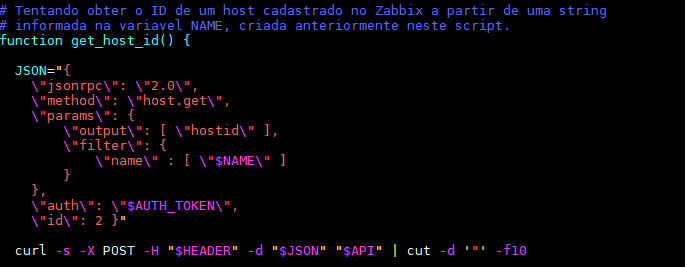 # Tentando obter o ID de um host cadastrado no Zabbix a partir de uma string
# informada na variavel NAME, criada anteriormente neste script.
function get_host_id() {
JSON="{
\"jsonrpc\": \"2.0\",
\"method\": \"host.get\",
\"params\": {
\"output\": [ \"hostid\" ],
\"filter\": {
\"name\" : [ \"$NAME\" ]
}
},
\"auth\": \"$AUTH_TOKEN\",
\"id\": 2 }"
curl -s -X POST -H "$HEADER" -d "$JSON" "$API" | cut -d '"' -f10